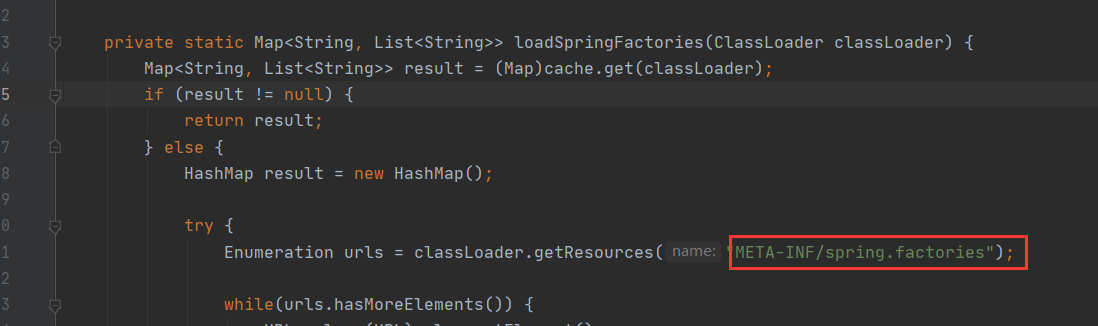 2
3 private static Map<String, List<String>> loadSpringFactories(ClassLoader classLoader) {
4 Map<String, List<String>> result = (Map)cache.get(classLoader);
5 if (result != null) {
6 return result;
7 } else {
8 HashMap result = new HashMap();
9
0 try {
1 Enumeration urls = classLoader.getResources( name: "META-INF/spring.factories");
2
3 while(urls.hasMoreElements()) {